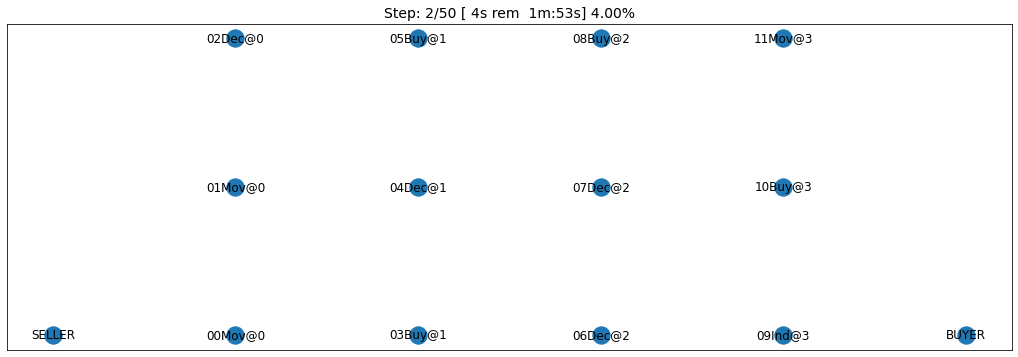 Step: 2/50 [ 4s rem  1m:53s] 4.00%
02Dec@0 05Buy@1 08Buy@2 11Mov@3
01Mov@0 04Dec@1 07Dec@2 10Buy@3
SELLER 00Mov@0 03Buy@1 06Dec@2 09Indi@3 BUYER